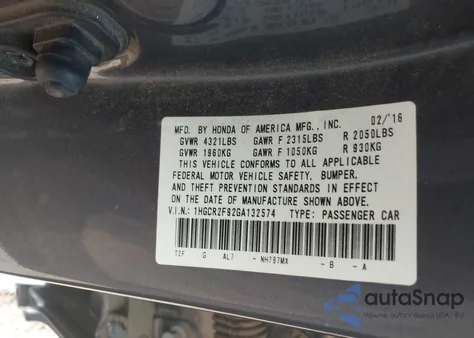 02/'16
MFD. BY HONDA OF AMERICA MFG., INC.
GVWR 4321LBS GAWR F 2315LBS R 2050LBS
GVWR 1960KG GAWR F 1050KG R 930KG
THIS VEHICLE CONFORMS TO ALL APPLICABLE
FEDERAL MOTOR VEHICLE SAFETY, BUMPER,
AND THEFT PREVENTION STANDARDS IN EFFECT
ON THE DATE OF MANUFACTURE SHOWN ABOVE.
V.I.N.: 1HGCR2F92GA132574 TYPE: PASSENGER CAR
T2F G AL7 - NH797MX - B - A
autoSnap